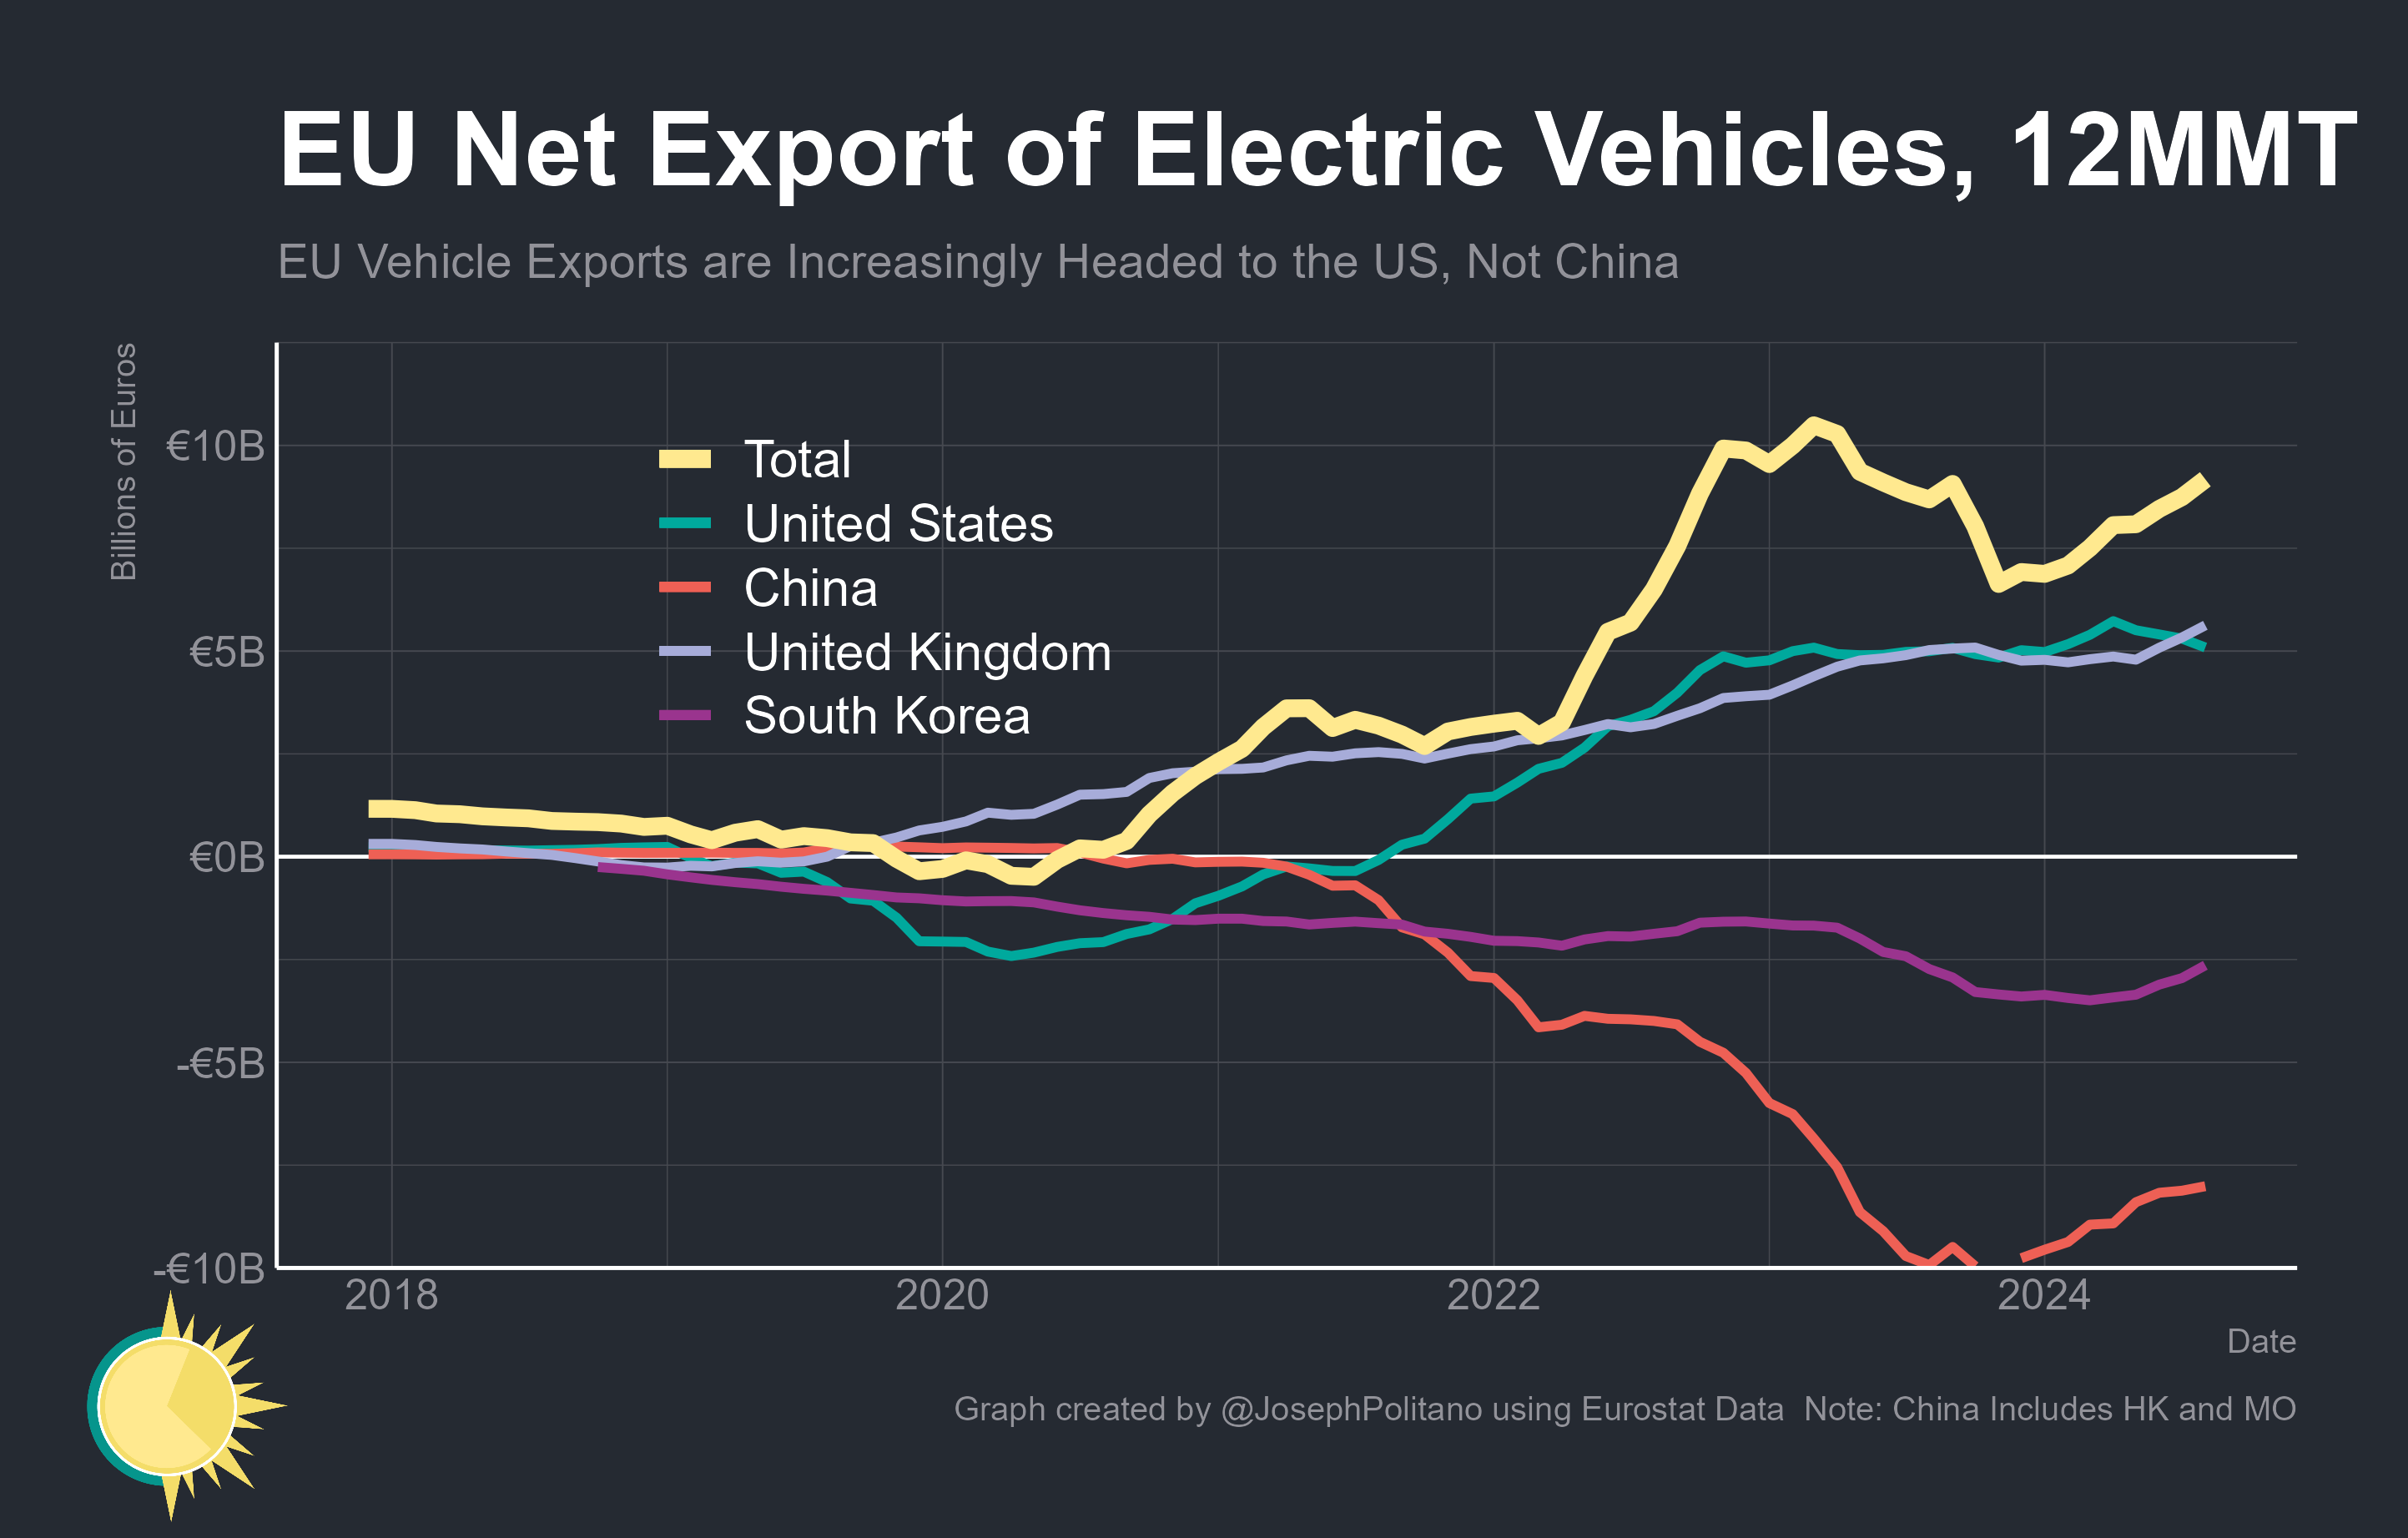 EU Net Export of Electric Vehicles, 12MMT
EU Vehicle Exports are Increasingly Headed to the US, Not China
Billions of Euros
€10B
€5B
€0B
-€5B
-€10B
Total
United States
China
United Kingdom
South Korea
2018 2020 2022 2024
Date
Graph created by @JosephPolitano using Eurostat Data Note: China Includes HK and MO